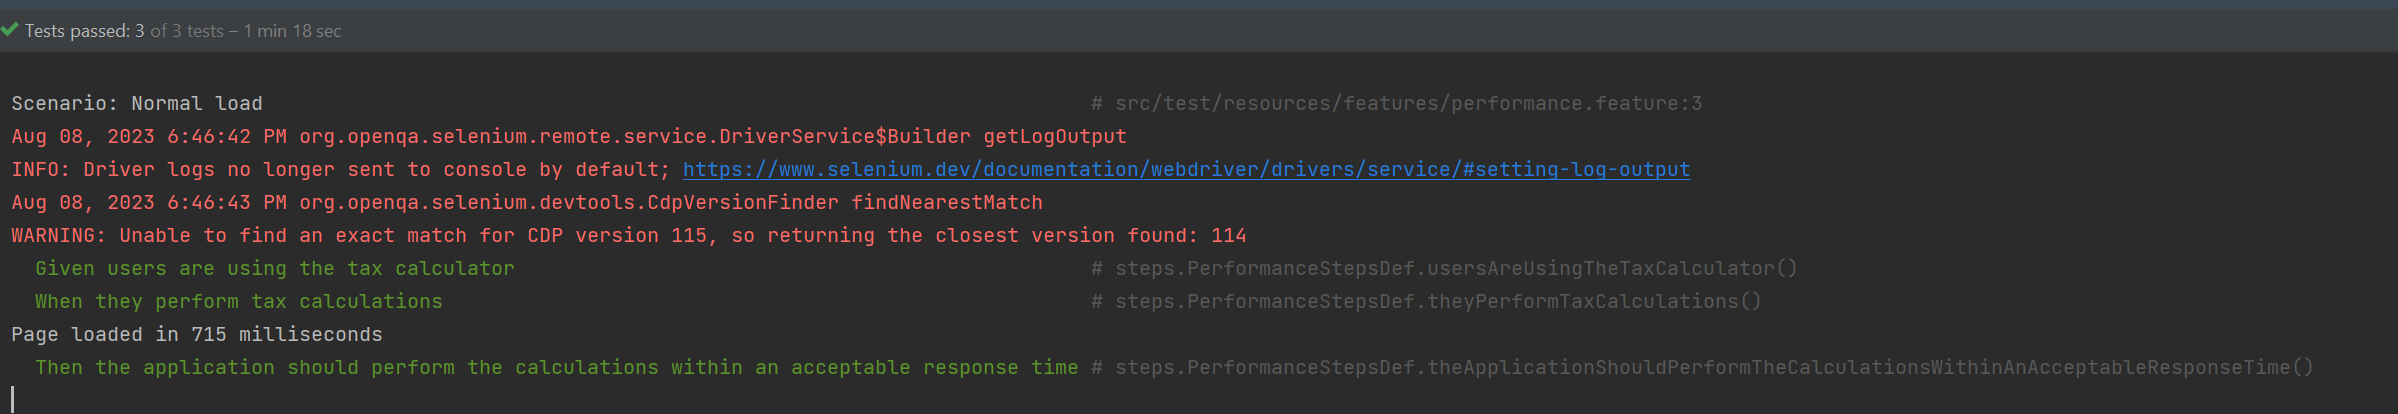 Tests passed: 3 of 3 tests – 1 min 18 sec
Scenario: Normal load # src/test/resources/features/performance.feature:3
Aug 08, 2023 6:46:42 PM org.openqa.selenium.remote.service.DriverService$Builder getLogOutput
INFO: Driver logs no longer sent to console by default; https://www.selenium.dev/documentation/webdriver/drivers/service/#setting-log-output
Aug 08, 2023 6:46:43 PM org.openqa.selenium.devtools.CdpVersionFinder findNearestMatch
WARNING: Unable to find an exact match for CDP version 115, so returning the closest version found: 114
Given users are using the tax calculator # steps.PerformanceStepsDef.usersAreUsingTheTaxCalculator()
When they perform tax calculations # steps.PerformanceStepsDef.theyPerformTaxCalculations()
Page loaded in 715 milliseconds
Then the application should perform the calculations within an acceptable response time # steps.PerformanceStepsDef.theApplicationShouldPerformTheCalculationsWithinAnAcceptableResponseTime()